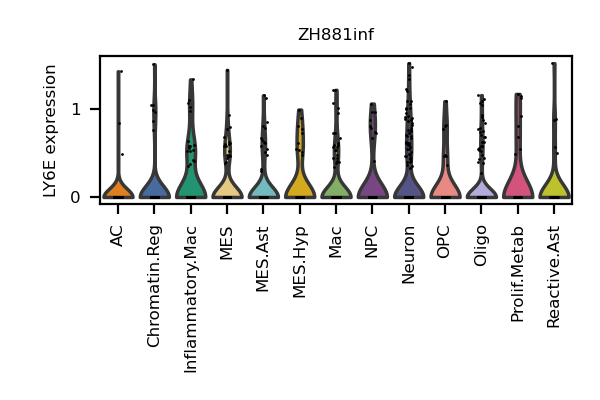 ZH881inf
LY6E expression
1
0
AC
Chromatin.Reg
Inflammatory.Mac
MES
MES.Ast
MES.Hyp
Mac
NPC
Neuron
OPC
Oligo
Prolif.Metab
Reactive.Ast